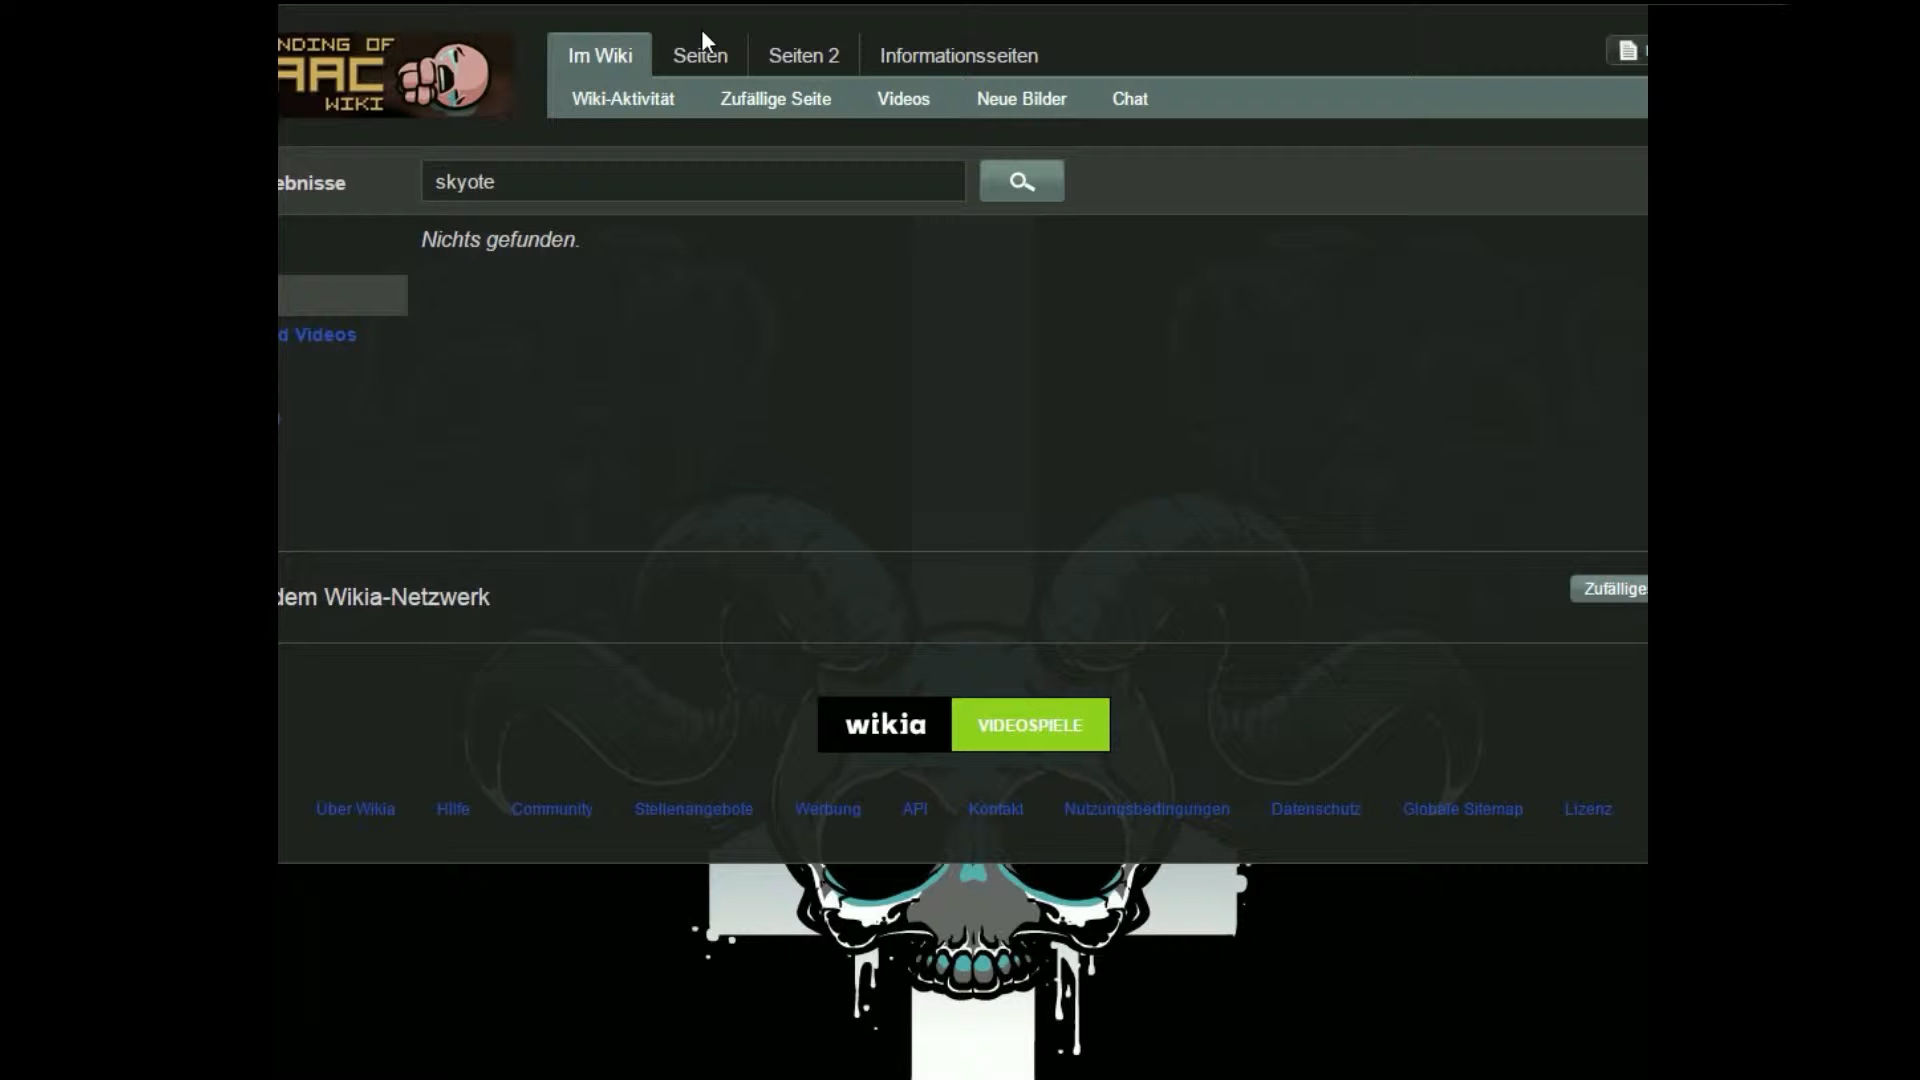 NDING OF
AAC
WIKI
Im Wiki
Seiten
Seiten 2
Informationsseiten
Wiki-Aktivität
Zufällige Seite
Videos
Neue Bilder
Chat
ebnisse
skyote
Nichts gefunden.
d Videos
dem Wikia-Netzwerk
Zufällige
wikia
VIDEOSPIELE
Über Wikia
Hilfe
Community
Stellenangebote
Werbung
API
Kontakt
Nutzungsbedingungen
Datenschutz
Globale Sitemap
Lizenz